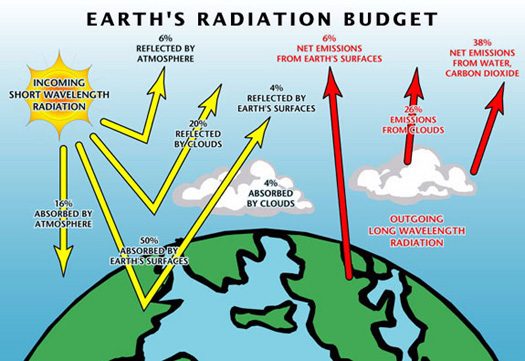 EARTH'S RADIATION BUDGET
6%
REFLECTED BY
ATMOSPHERE
6%
NET EMISSIONS
FROM EARTH'S SURFACES
38%
NET EMISSIONS
FROM WATER,
CARBON DIOXIDE
INCOMING
SHORT WAVELENGTH
RADIATION
4%
REFLECTED BY
EARTH'S SURFACES
20%
REFLECTED
BY CLOUDS
26%
EMISSIONS
FROM CLOUDS
16%
ABSORBED BY
ATMOSPHERE
4%
ABSORBED
BY CLOUDS
OUTGOING
LONG WAVELENGTH
RADIATION
50%
ABSORBED BY
EARTH'S SURFACES